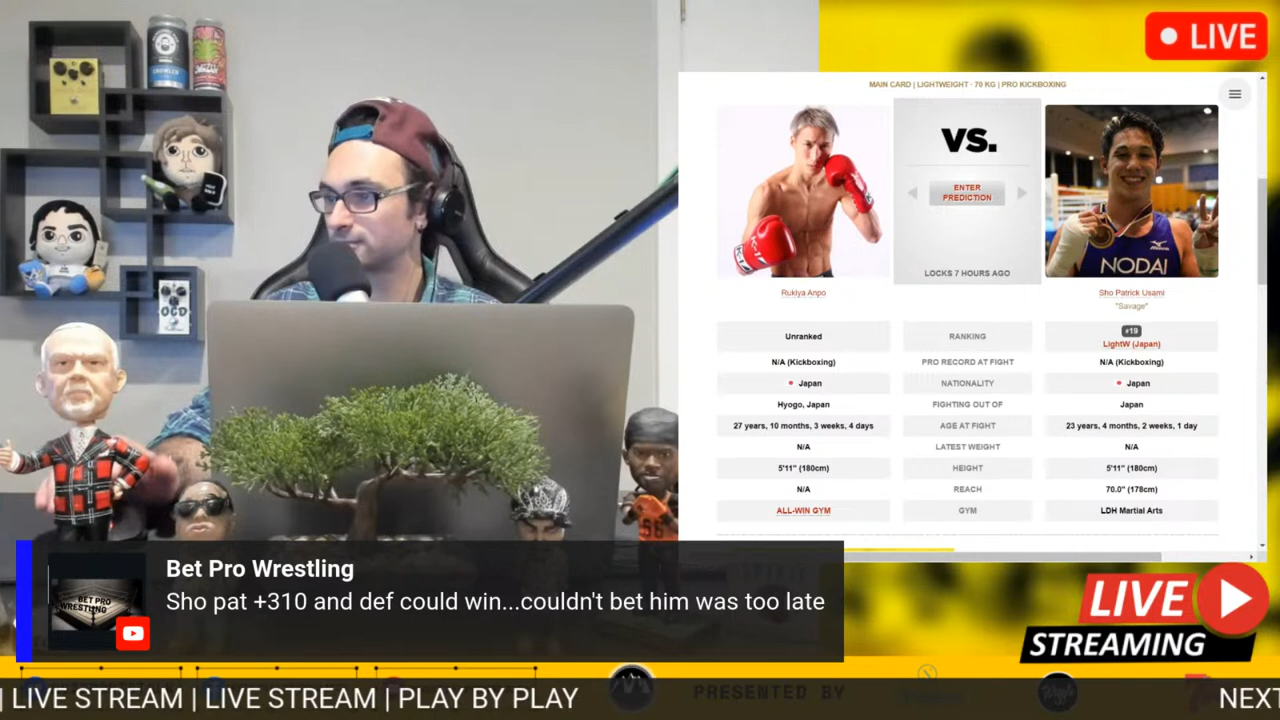 LIVE
MAIN CARD | LIGHTWEIGHT · 70 KG | PRO KICKBOXING
VS.
ENTER
PREDICTION
LOCKS 7 HOURS AGO
K-1
NODAI
Rukiya Anpo
Sho Patrick Usami
"Savage"
Unranked
RANKING
#19
LightW (Japan)
N/A (Kickboxing)
PRO RECORD AT FIGHT
N/A (Kickboxing)
Japan
NATIONALITY
Japan
Hyogo, Japan
FIGHTING OUT OF
Japan
27 years, 10 months, 3 weeks, 4 days
AGE AT FIGHT
23 years, 4 months, 2 weeks, 1 day
N/A
LATEST WEIGHT
N/A
5'11" (180cm)
HEIGHT
5'11" (180cm)
N/A
REACH
70.0" (178cm)
ALL-WIN GYM
GYM
LDH Martial Arts
OCD
BET PRO
WRESTLING
Bet Pro Wrestling
Sho pat +310 and def could win...couldn't bet him was too late
LIVE
STREAMING
PRESENTED BY
| LIVE STREAM | LIVE STREAM | PLAY BY PLAY
NEXT